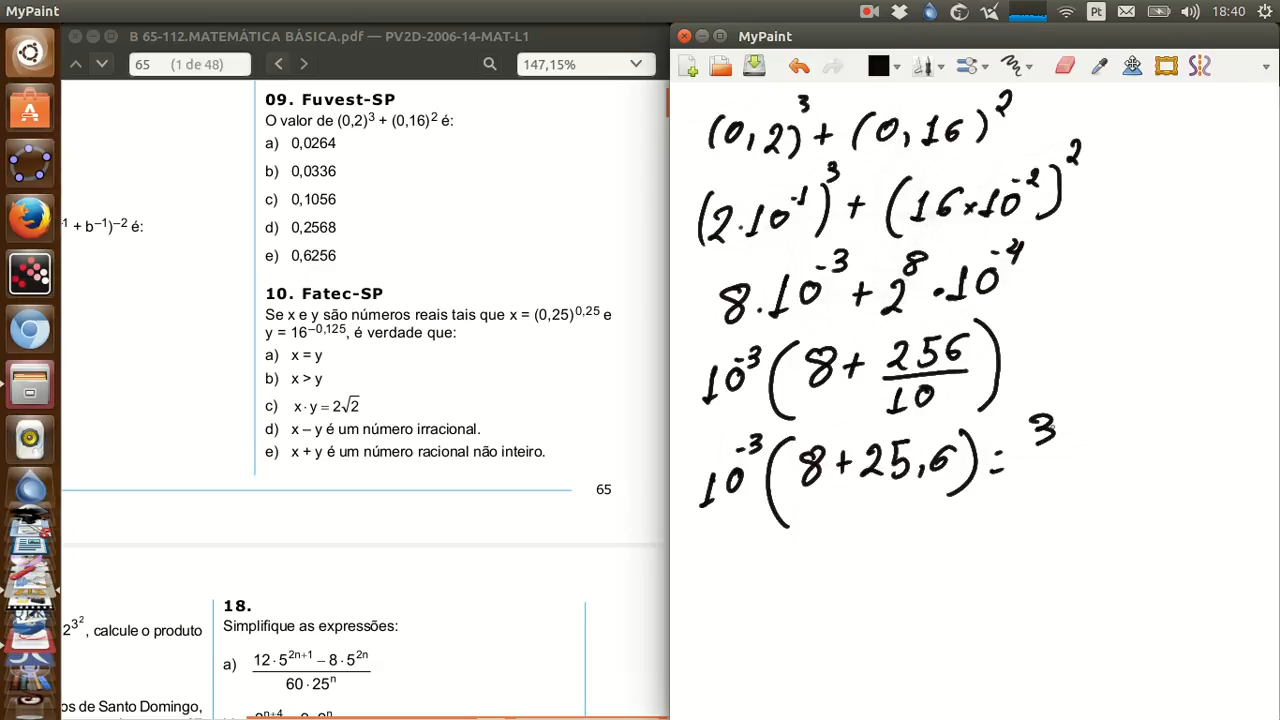 MyPaint
Pt
18:40
B 65-112.MATEMÁTICA BÁSICA.pdf — PV2D-2006-14-MAT-L1
65 (1 de 48)
147,15%
+ b⁻¹)⁻² é:
09. Fuvest-SP
O valor de (0,2)³ + (0,16)² é:
a) 0,0264
b) 0,0336
c) 0,1056
d) 0,2568
e) 0,6256
10. Fatec-SP
Se x e y são números reais tais que x = (0,25)^0,25 e
y = 16^–0,125, é verdade que:
a) x = y
b) x > y
c) x · y = 2√2
d) x – y é um número irracional.
e) x + y é um número racional não inteiro.
65
2^3^2, calcule o produto
os de Santo Domingo,
18.
Simplifique as expressões:
a) 12 · 5^2n+1 – 8 · 5^2n
60 · 25^n
MyPaint
(0,2)³ + (0,16)²
(2.10⁻¹)³ + (16×10⁻²)²
8.10⁻³ + 2⁸ · 10⁻⁴
10⁻³ (8 + 256/10)
10⁻³ (8 + 25,6) = 3